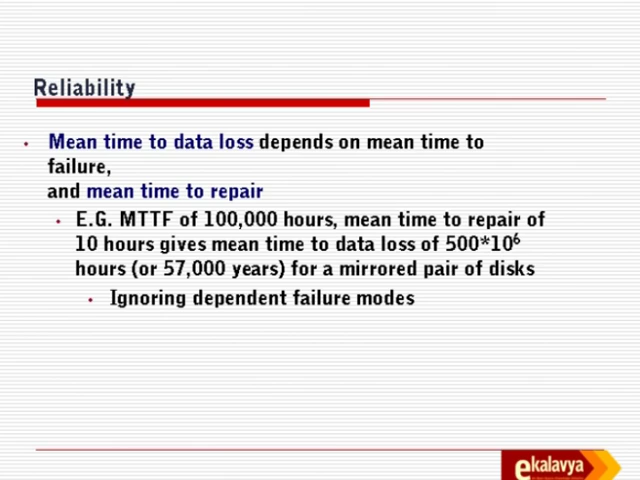 Reliability
• Mean time to data loss depends on mean time to
failure,
and mean time to repair
• E.G. MTTF of 100,000 hours, mean time to repair of
10 hours gives mean time to data loss of 500*10⁶
hours (or 57,000 years) for a mirrored pair of disks
• Ignoring dependent failure modes
ekalavya